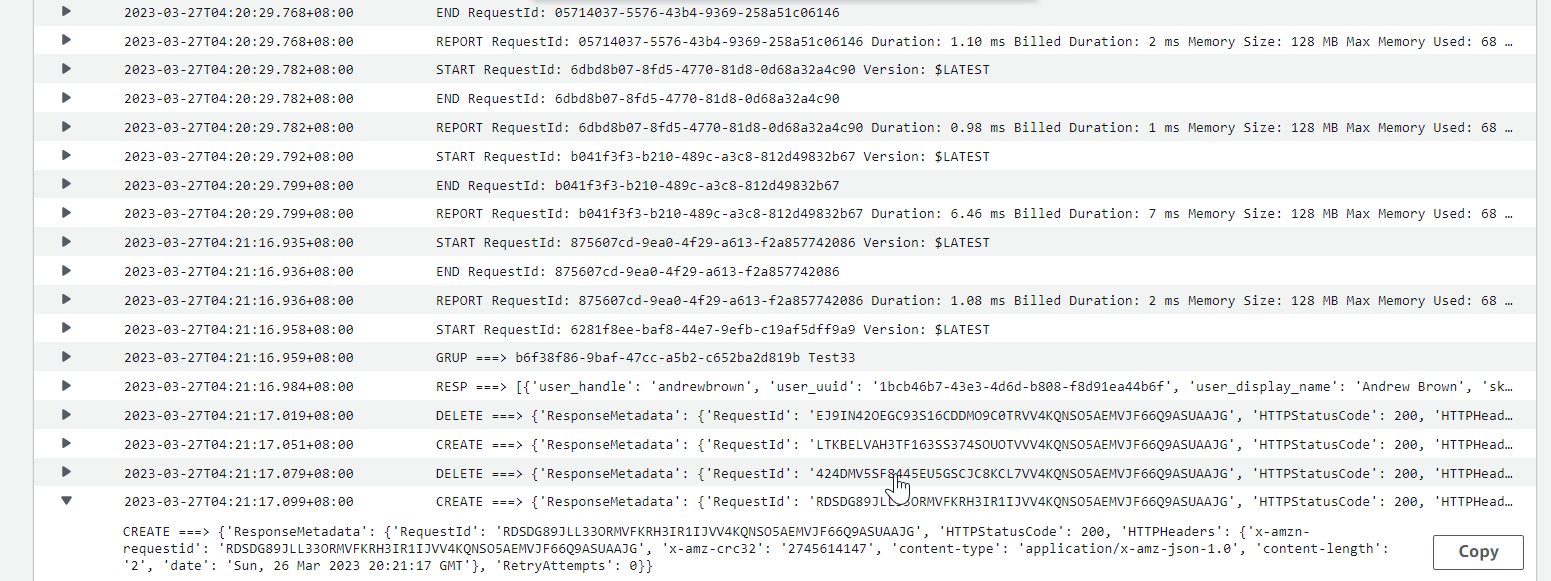 2023-03-27T04:20:29.768+08:00 END RequestId: 05714037-5576-43b4-9369-258a51c06146
2023-03-27T04:20:29.768+08:00 REPORT RequestId: 05714037-5576-43b4-9369-258a51c06146 Duration: 1.10 ms Billed Duration: 2 ms Memory Size: 128 MB Max Memory Used: 68 …
2023-03-27T04:20:29.782+08:00 START RequestId: 6dbd8b07-8fd5-4770-81d8-0d68a32a4c90 Version: $LATEST
2023-03-27T04:20:29.782+08:00 END RequestId: 6dbd8b07-8fd5-4770-81d8-0d68a32a4c90
2023-03-27T04:20:29.782+08:00 REPORT RequestId: 6dbd8b07-8fd5-4770-81d8-0d68a32a4c90 Duration: 0.98 ms Billed Duration: 1 ms Memory Size: 128 MB Max Memory Used: 68 …
2023-03-27T04:20:29.792+08:00 START RequestId: b041f3f3-b210-489c-a3c8-812d49832b67 Version: $LATEST
2023-03-27T04:20:29.799+08:00 END RequestId: b041f3f3-b210-489c-a3c8-812d49832b67
2023-03-27T04:20:29.799+08:00 REPORT RequestId: b041f3f3-b210-489c-a3c8-812d49832b67 Duration: 6.46 ms Billed Duration: 7 ms Memory Size: 128 MB Max Memory Used: 68 …
2023-03-27T04:21:16.935+08:00 START RequestId: 875607cd-9ea0-4f29-a613-f2a857742086 Version: $LATEST
2023-03-27T04:21:16.936+08:00 END RequestId: 875607cd-9ea0-4f29-a613-f2a857742086
2023-03-27T04:21:16.936+08:00 REPORT RequestId: 875607cd-9ea0-4f29-a613-f2a857742086 Duration: 1.08 ms Billed Duration: 2 ms Memory Size: 128 MB Max Memory Used: 68 …
2023-03-27T04:21:16.958+08:00 START RequestId: 6281f8ee-baf8-44e7-9efb-c19af5dff9a9 Version: $LATEST
2023-03-27T04:21:16.959+08:00 GRUP ===> b6f38f86-9baf-47cc-a5b2-c652ba2d819b Test33
2023-03-27T04:21:16.984+08:00 RESP ===> [{'user_handle': 'andrewbrown', 'user_uuid': '1bcb46b7-43e3-4d6d-b808-f8d91ea44b6f', 'user_display_name': 'Andrew Brown', 'sk…
2023-03-27T04:21:17.019+08:00 DELETE ===> {'ResponseMetadata': {'RequestId': 'EJ9IN42OEGC93S16CDDMO9C0TRVV4KQNSO5AEMVJF66Q9ASUAAJG', 'HTTPStatusCode': 200, 'HTTPHead…
2023-03-27T04:21:17.051+08:00 CREATE ===> {'ResponseMetadata': {'RequestId': 'LTKBELVAH3TF163SS374SOUOTVVV4KQNSO5AEMVJF66Q9ASUAAJG', 'HTTPStatusCode': 200, 'HTTPHead…
2023-03-27T04:21:17.079+08:00 DELETE ===> {'ResponseMetadata': {'RequestId': '424DMV5SF8445EU5GSCJC8KCL7VV4KQNSO5AEMVJF66Q9ASUAAJG', 'HTTPStatusCode': 200, 'HTTPHead…
2023-03-27T04:21:17.099+08:00 CREATE ===> {'ResponseMetadata': {'RequestId': 'RDSDG89JLL33ORMVFKRH3IR1IJVV4KQNSO5AEMVJF66Q9ASUAAJG', 'HTTPStatusCode': 200, 'HTTPHead…
CREATE ===> {'ResponseMetadata': {'RequestId': 'RDSDG89JLL33ORMVFKRH3IR1IJVV4KQNSO5AEMVJF66Q9ASUAAJG', 'HTTPStatusCode': 200, 'HTTPHeaders': {'x-amzn-
requestid': 'RDSDG89JLL33ORMVFKRH3IR1IJVV4KQNSO5AEMVJF66Q9ASUAAJG', 'x-amz-crc32': '2745614147', 'content-type': 'application/x-amz-json-1.0', 'content-length':
'2', 'date': 'Sun, 26 Mar 2023 20:21:17 GMT'}, 'RetryAttempts': 0}}
Copy